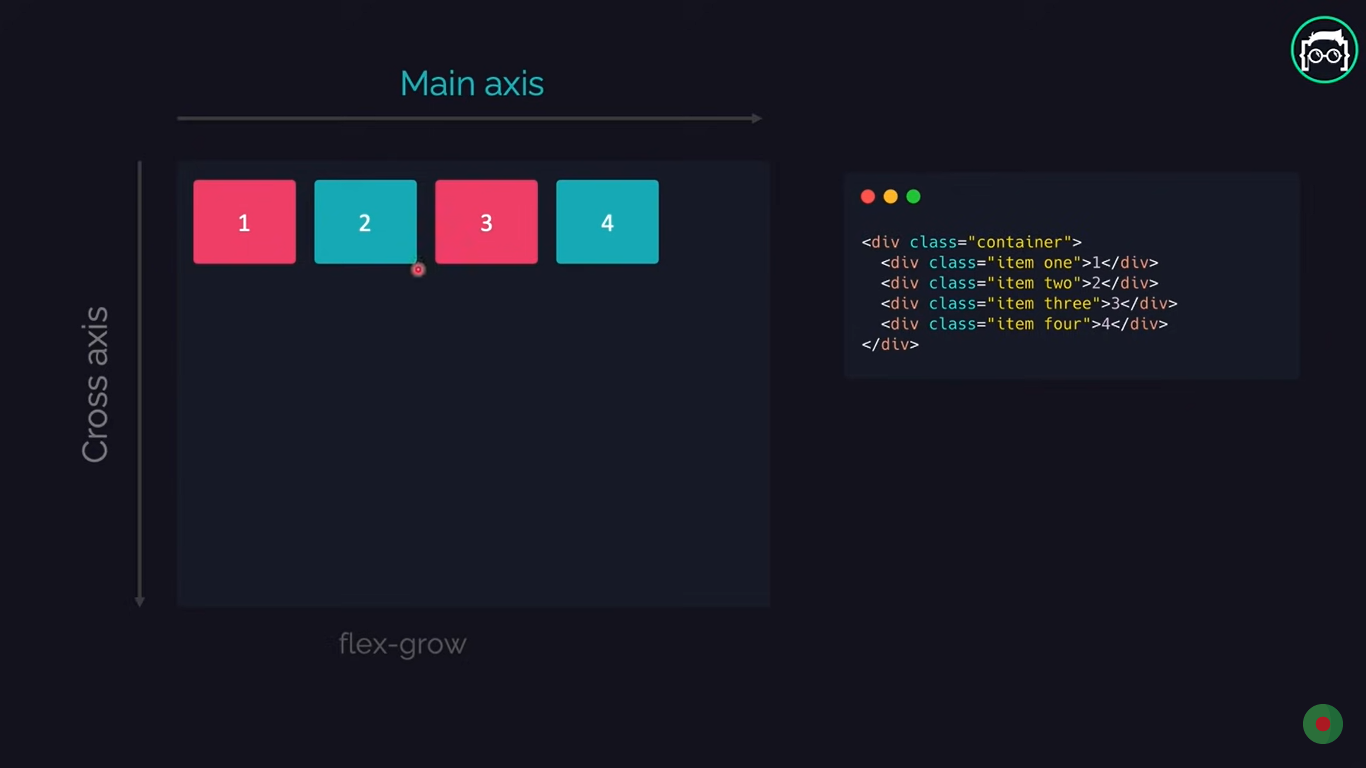 Main axis
Cross axis
1
2
3
4
flex-grow
<div class="container">
  <div class="item one">1</div>
  <div class="item two">2</div>
  <div class="item three">3</div>
  <div class="item four">4</div>
</div>